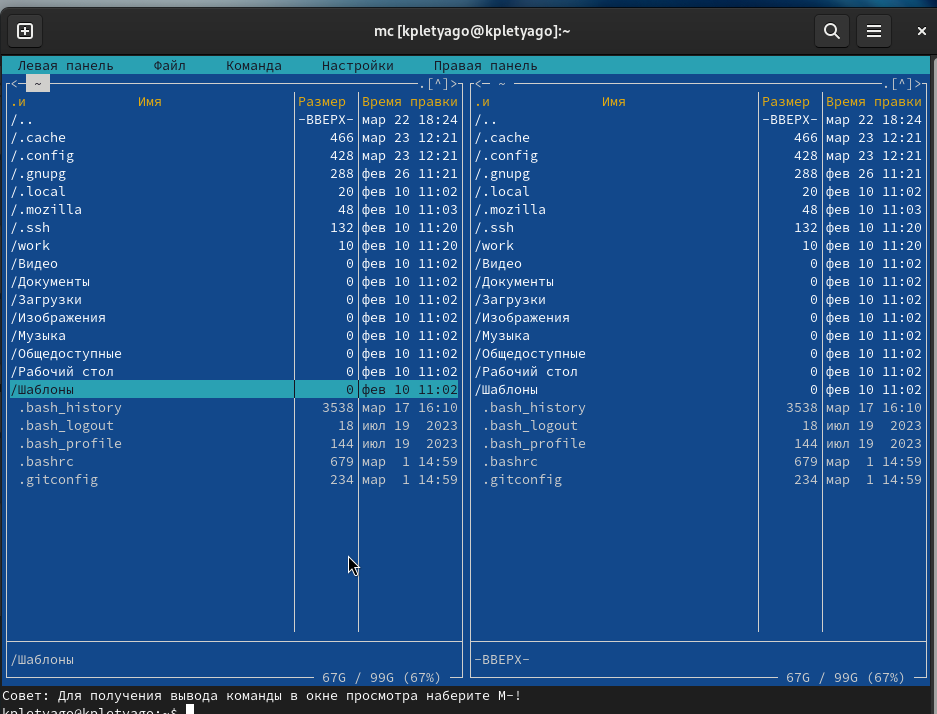 mc [kpletyago@kpletyago]:~
Левая панель Файл Команда Настройки Правая панель
<─ ~ .[^]> <─ ~ .[^]>
.и Имя Размер Время правки .и Имя Размер Время правки
/.. -ВВЕРХ- мар 22 18:24 /.. -ВВЕРХ- мар 22 18:24
/.cache 466 мар 23 12:21 /.cache 466 мар 23 12:21
/.config 428 мар 23 12:21 /.config 428 мар 23 12:21
/.gnupg 288 фев 26 11:21 /.gnupg 288 фев 26 11:21
/.local 20 фев 10 11:02 /.local 20 фев 10 11:02
/.mozilla 48 фев 10 11:03 /.mozilla 48 фев 10 11:03
/.ssh 132 фев 10 11:20 /.ssh 132 фев 10 11:20
/work 10 фев 10 11:20 /work 10 фев 10 11:20
/Видео 0 фев 10 11:02 /Видео 0 фев 10 11:02
/Документы 0 фев 10 11:02 /Документы 0 фев 10 11:02
/Загрузки 0 фев 10 11:02 /Загрузки 0 фев 10 11:02
/Изображения 0 фев 10 11:02 /Изображения 0 фев 10 11:02
/Музыка 0 фев 10 11:02 /Музыка 0 фев 10 11:02
/Общедоступные 0 фев 10 11:02 /Общедоступные 0 фев 10 11:02
/Рабочий стол 0 фев 10 11:02 /Рабочий стол 0 фев 10 11:02
/Шаблоны 0 фев 10 11:02 /Шаблоны 0 фев 10 11:02
.bash_history 3538 мар 17 16:10 .bash_history 3538 мар 17 16:10
.bash_logout 18 июл 19 2023 .bash_logout 18 июл 19 2023
.bash_profile 144 июл 19 2023 .bash_profile 144 июл 19 2023
.bashrc 679 мар 1 14:59 .bashrc 679 мар 1 14:59
.gitconfig 234 мар 1 14:59 .gitconfig 234 мар 1 14:59
/Шаблоны -ВВЕРХ-
67G / 99G (67%) 67G / 99G (67%)
Совет: Для получения вывода команды в окне просмотра наберите M-!
kpletyago@kpletyago:~$